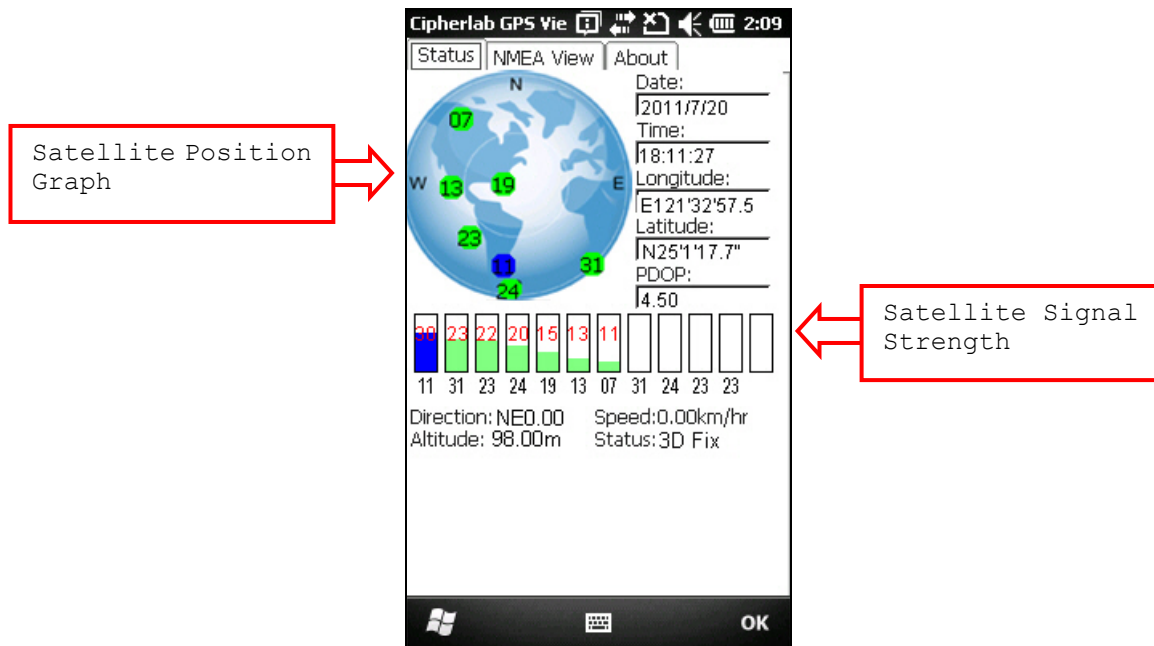 Cipherlab GPS Vie 2:09
Status NMEA View About
Satellite Position
Graph
N
W
E
07
13
19
23
11
31
24
Date:
2011/7/20
Time:
18:11:27
Longitude:
E121'32'57.5
Latitude:
N25'1'17.7"
PDOP:
4.50
Satellite Signal
Strength
30 23 22 20 15 13 11
11 31 23 24 19 13 07 31 24 23 23
Direction: NE0.00 Speed:0.00km/hr
Altitude: 98.00m Status: 3D Fix
OK